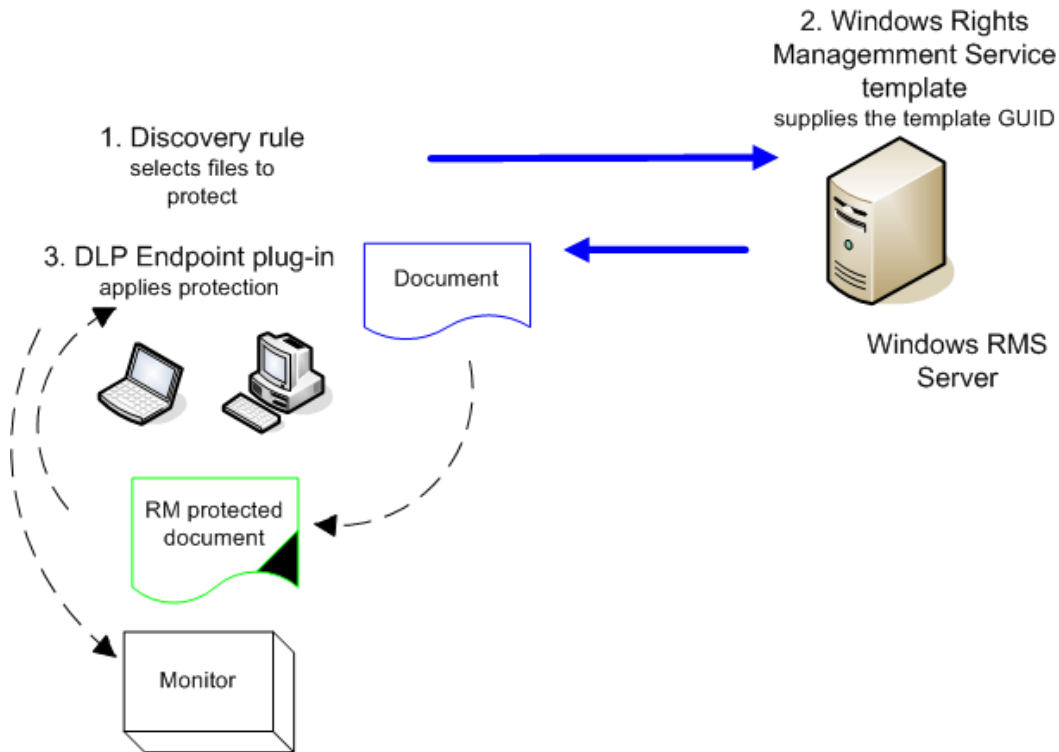 2. Windows Rights
Managemment Service
template
supplies the template GUID
1. Discovery rule
selects files to
protect
3. DLP Endpoint plug-in
applies protection
Document
Windows RMS
Server
RM protected
document
Monitor